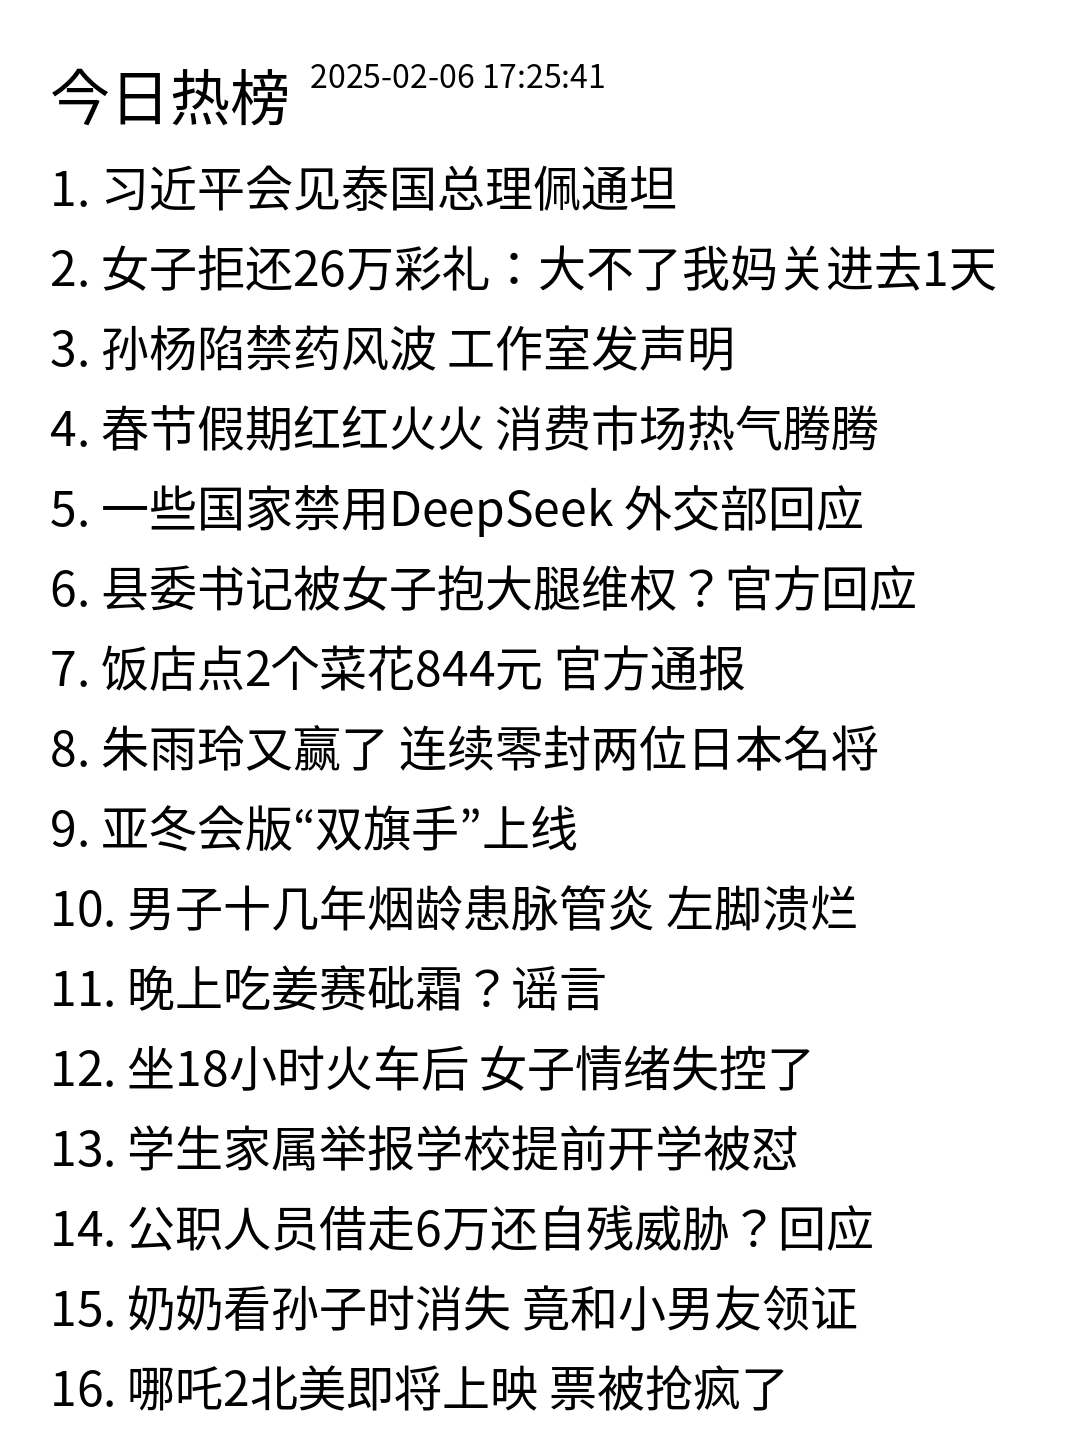 今日热榜 2025-02-06 17:25:41
1. 习近平会见泰国总理佩通坦
2. 女子拒还26万彩礼：大不了我妈关进去1天
3. 孙杨陷禁药风波 工作室发声明
4. 春节假期红红火火 消费市场热气腾腾
5. 一些国家禁用DeepSeek 外交部回应
6. 县委书记被女子抱大腿维权？官方回应
7. 饭店点2个菜花844元 官方通报
8. 朱雨玲又赢了 连续零封两位日本名将
9. 亚冬会版“双旗手”上线
10. 男子十几年烟龄患脉管炎 左脚溃烂
11. 晚上吃姜赛砒霜？谣言
12. 坐18小时火车后 女子情绪失控了
13. 学生家属举报学校提前开学被怼
14. 公职人员借走6万还自残威胁？回应
15. 奶奶看孙子时消失 竟和小男友领证
16. 哪吒2北美即将上映 票被抢疯了